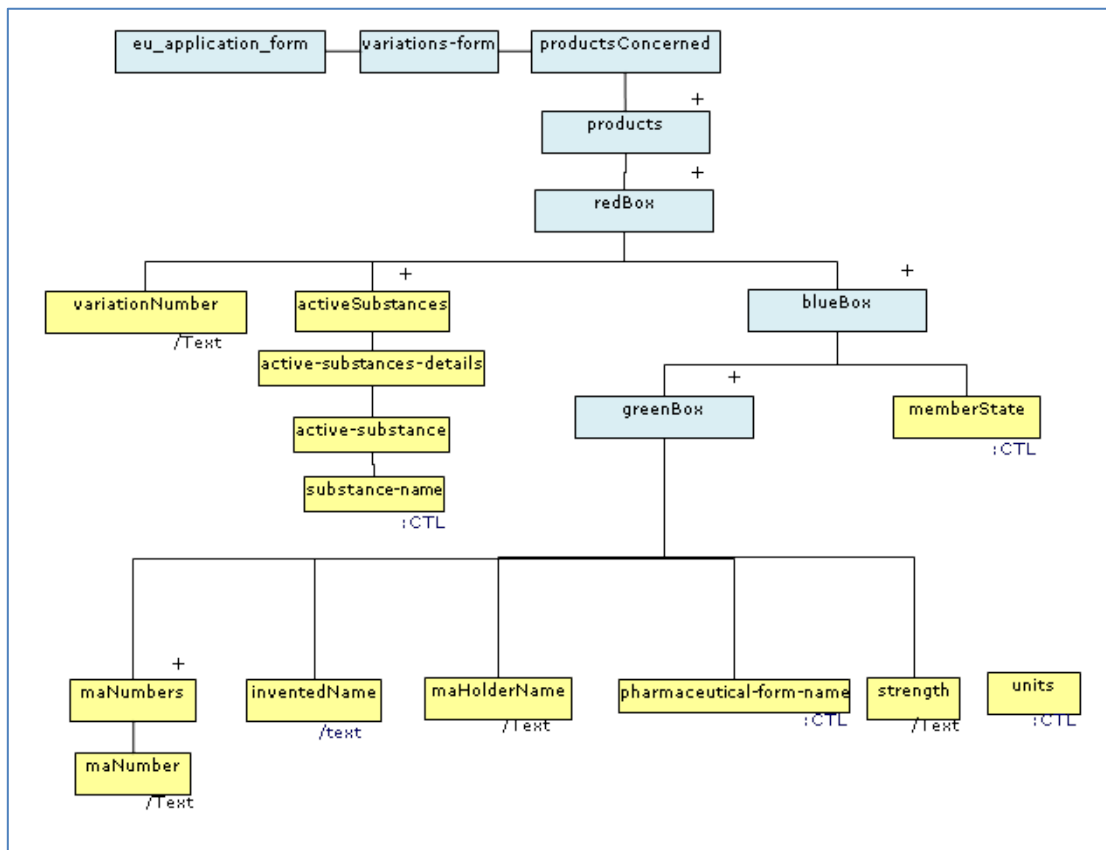 eu_application_form
variations-form
productsConcerned
+
products
+
redBox
+
+
variationNumber
/Text
activeSubstances
blueBox
active-substances-details
+
greenBox
memberState
:CTL
active-substance
substance-name
:CTL
+
maNumbers
inventedName
/text
maHolderName
/Text
pharmaceutical-form-name
:CTL
strength
/Text
units
:CTL
maNumber
/Text